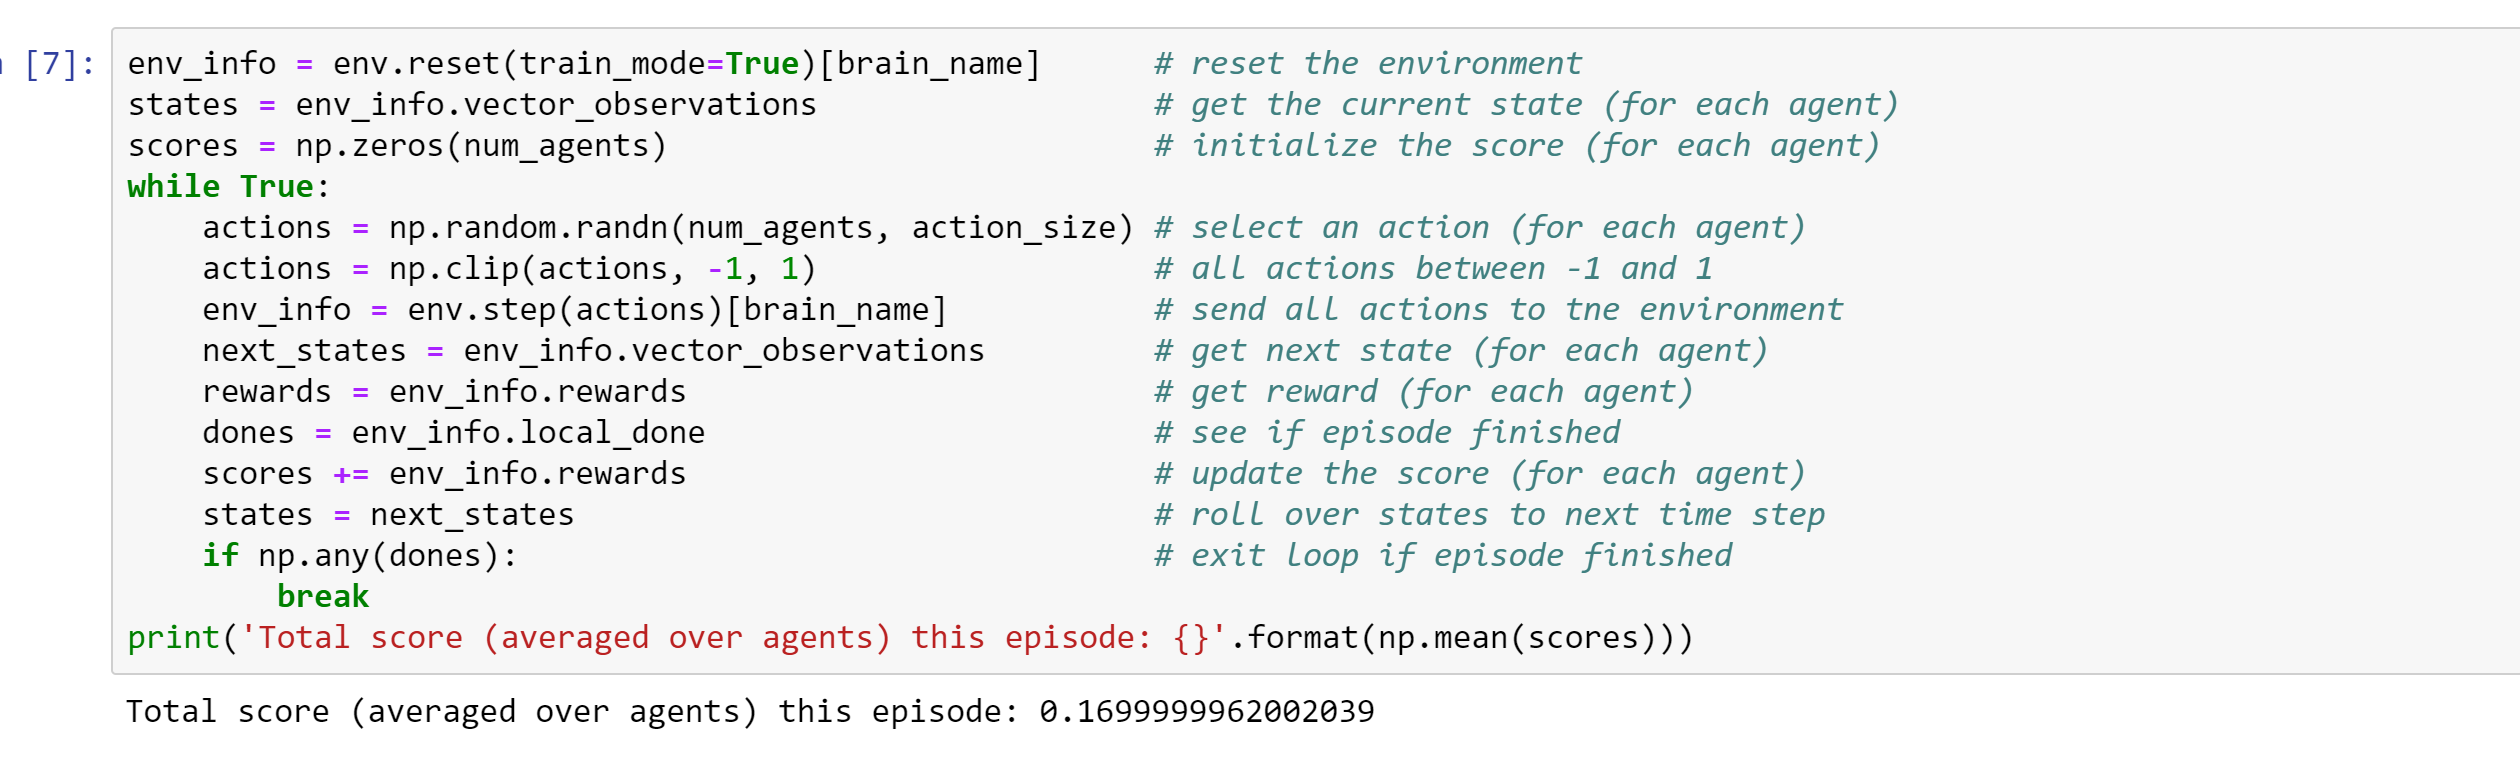 [7]:
env_info = env.reset(train_mode=True)[brain_name]      # reset the environment
states = env_info.vector_observations                  # get the current state (for each agent)
scores = np.zeros(num_agents)                          # initialize the score (for each agent)
while True:
    actions = np.random.randn(num_agents, action_size) # select an action (for each agent)
    actions = np.clip(actions, -1, 1)                  # all actions between -1 and 1
    env_info = env.step(actions)[brain_name]           # send all actions to tne environment
    next_states = env_info.vector_observations         # get next state (for each agent)
    rewards = env_info.rewards                         # get reward (for each agent)
    dones = env_info.local_done                        # see if episode finished
    scores += env_info.rewards                         # update the score (for each agent)
    states = next_states                               # roll over states to next time step
    if np.any(dones):                                  # exit loop if episode finished
        break
print('Total score (averaged over agents) this episode: {}'.format(np.mean(scores)))
Total score (averaged over agents) this episode: 0.1699999962002039